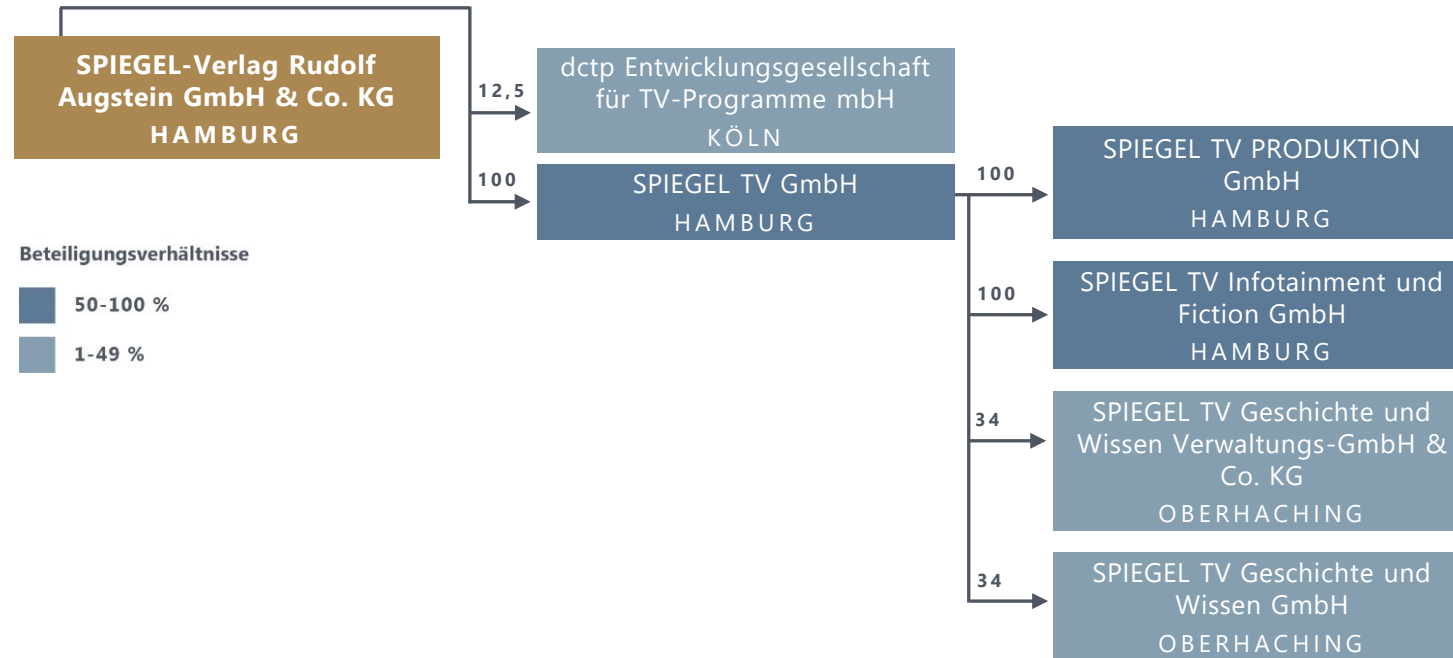 SPIEGEL-Verlag Rudolf
Augstein GmbH & Co. KG
HAMBURG
12,5
dctp Entwicklungsgesellschaft
für TV-Programme mbH
KÖLN
100
SPIEGEL TV GmbH
HAMBURG
100
SPIEGEL TV PRODUKTION
GmbH
HAMBURG
100
SPIEGEL TV Infotainment und
Fiction GmbH
HAMBURG
34
SPIEGEL TV Geschichte und
Wissen Verwaltungs-GmbH &
Co. KG
OBERHACHING
34
SPIEGEL TV Geschichte und
Wissen GmbH
OBERHACHING
Beteiligungsverhältnisse
50-100 %
1-49 %